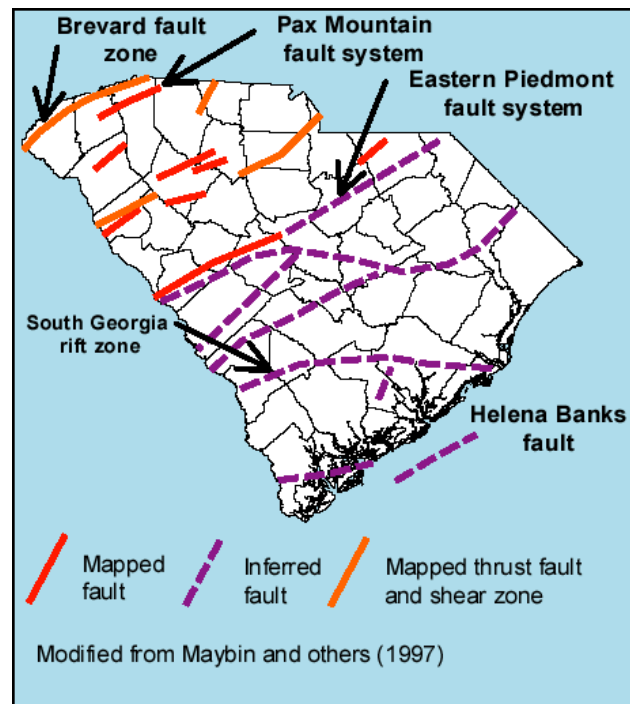 Brevard fault
zone
Pax Mountain
fault system
Eastern Piedmont
fault system
South Georgia
rift zone
Helena Banks
fault
Mapped
fault
Inferred
fault
Mapped thrust fault
and shear zone
Modified from Maybin and others (1997)